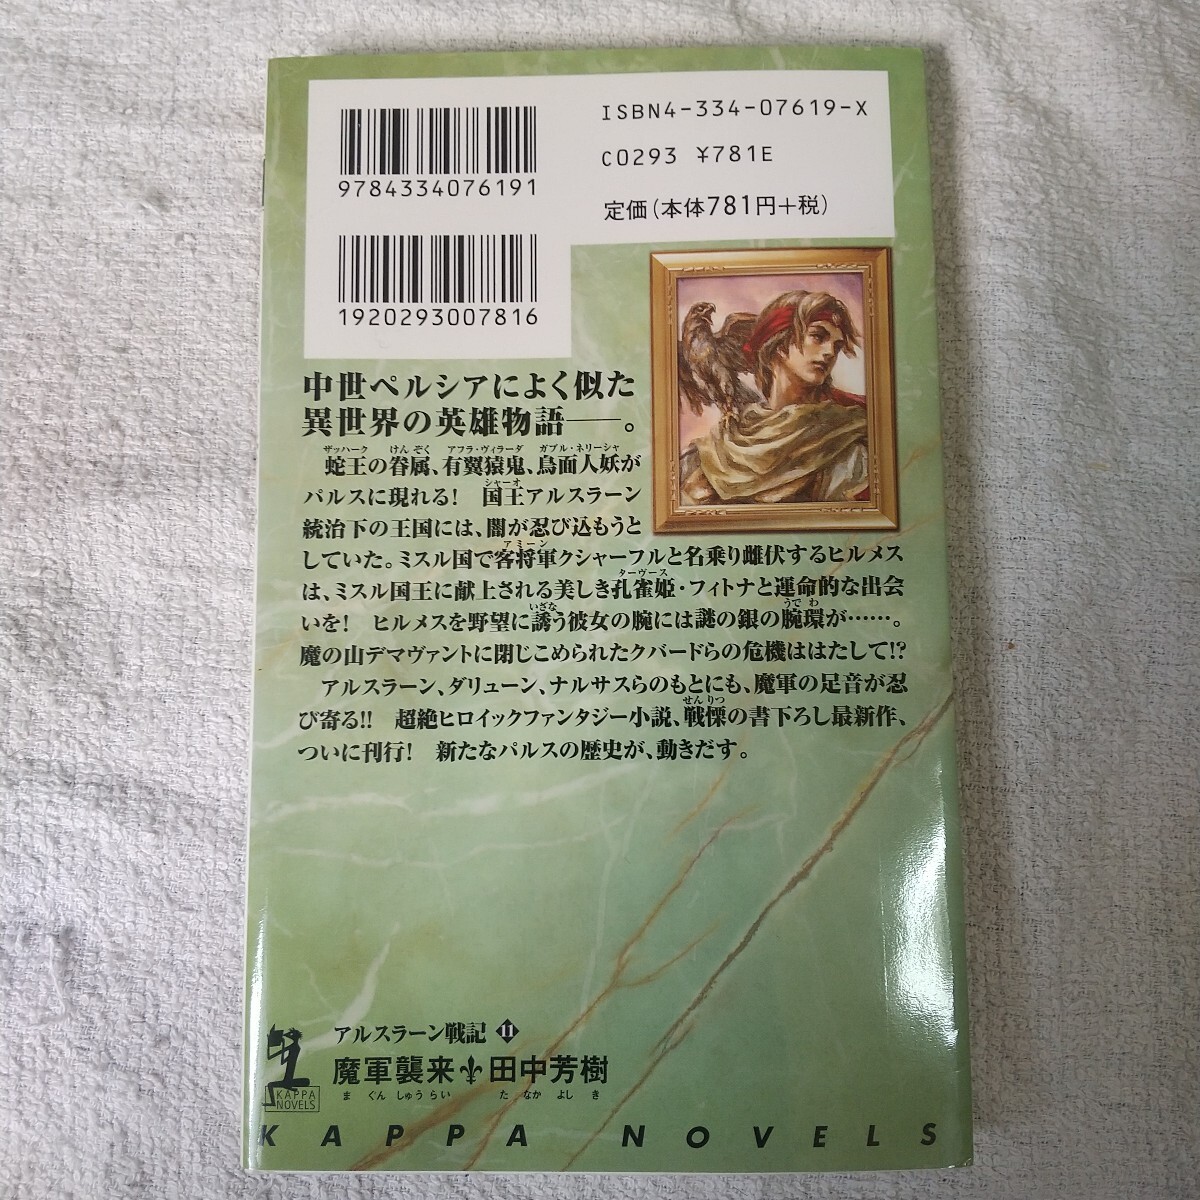 ISBN4-334-07619-X
C0293 ¥781E
定価(本体781円+税)
9784334076191
1920293007816
中世ペルシアによく似た
異世界の英雄物語――。
蛇王の眷属、有翼猿鬼、鳥面人妖が
ザッハーク けんぞく アフラ・ヴィラーダ ガブル・ネリーシャ
パルスに現れる! 国王アルスラーン
シャーオ
統治下の王国には、闇が忍び込もうと
していた。ミスル国で客将軍クシャーフルと名乗り雌伏するヒルメス
アミーン
は、ミスル国王に献上される美しき孔雀姫・フィトナと運命的な出会
ターヴース
いを! ヒルメスを野望に誘う彼女の腕には謎の銀の腕環が……。
いざな うでわ
魔の山デマヴァントに閉じこめられたクバードらの危機ははたして!?
アルスラーン、ダリューン、ナルサスらのもとにも、魔軍の足音が忍
び寄る!! 超絶ヒロイックファンタジー小説、戦慄の書下ろし最新作、
せんりつ
ついに刊行! 新たなパルスの歴史が、動きだす。
アルスラーン戦記 11
魔軍襲来 田中芳樹
まぐんしゅうらい たなかよしき
KAPPA
NOVELS
KAPPA NOVELS